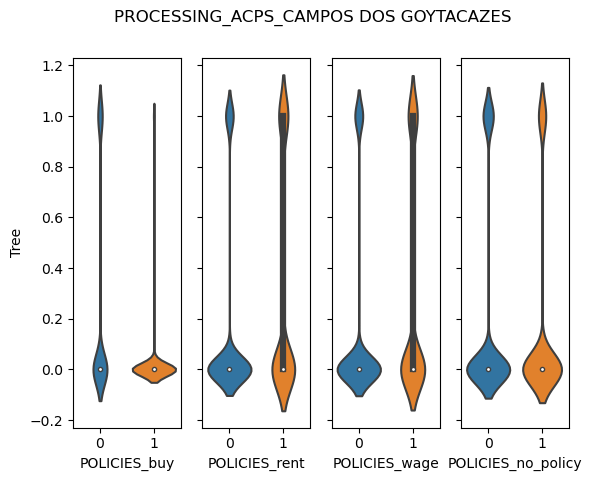 PROCESSING_ACPS_CAMPOS DOS GOYTACAZES
1.2
1.0
0.8
0.6
0.4
0.2
0.0
−0.2
Tree
0 1
POLICIES_buy
0 1
POLICIES_rent
0 1
POLICIES_wage
0 1
POLICIES_no_policy